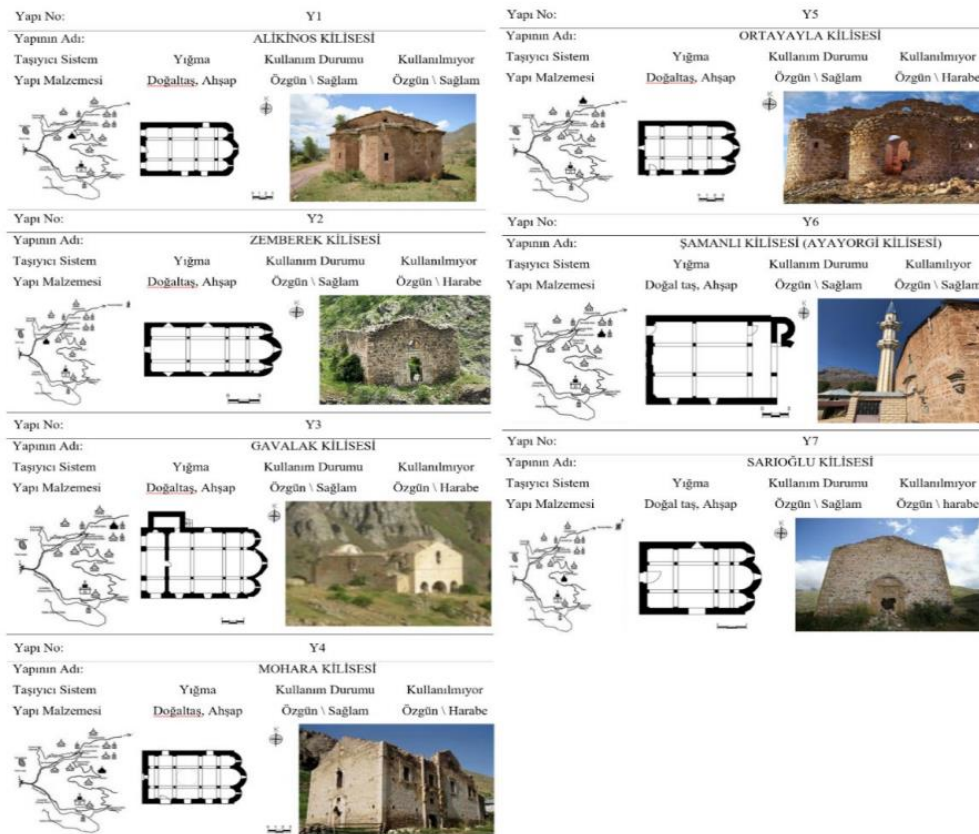 Yapı No: Y1
Yapının Adı: ALİKİNOS KİLİSESİ
Taşıyıcı Sistem Yığma Kullanım Durumu Kullanılmıyor
Yapı Malzemesi Doğaltaş, Ahşap Özgün \ Sağlam Özgün \ Sağlam
Yapı No: Y2
Yapının Adı: ZEMBEREK KİLİSESİ
Taşıyıcı Sistem Yığma Kullanım Durumu Kullanılmıyor
Yapı Malzemesi Doğaltaş, Ahşap Özgün \ Sağlam Özgün \ Harabe
Yapı No: Y3
Yapının Adı: GAVALAK KİLİSESİ
Taşıyıcı Sistem Yığma Kullanım Durumu Kullanılmıyor
Yapı Malzemesi Doğaltaş, Ahşap Özgün \ Sağlam Özgün \ Harabe
Yapı No: Y4
Yapının Adı: MOHARA KİLİSESİ
Taşıyıcı Sistem Yığma Kullanım Durumu Kullanılmıyor
Yapı Malzemesi Doğaltaş, Ahşap Özgün \ Sağlam Özgün \ Harabe
Yapı No: Y5
Yapının Adı: ORTAYAYLA KİLİSESİ
Taşıyıcı Sistem Yığma Kullanım Durumu Kullanılmıyor
Yapı Malzemesi Doğaltaş, Ahşap Özgün \ Sağlam Özgün \ Harabe
Yapı No: Y6
Yapının Adı: ŞAMANLI KİLİSESİ (AYAYORGİ KİLİSESİ)
Taşıyıcı Sistem Yığma Kullanım Durumu Kullanılıyor
Yapı Malzemesi Doğal taş, Ahşap Özgün \ Sağlam Özgün \ Sağlam
Yapı No: Y7
Yapının Adı: SARIOĞLU KİLİSESİ
Taşıyıcı Sistem Yığma Kullanım Durumu Kullanılmıyor
Yapı Malzemesi Doğal taş, Ahşap Özgün \ Sağlam Özgün \ harabe